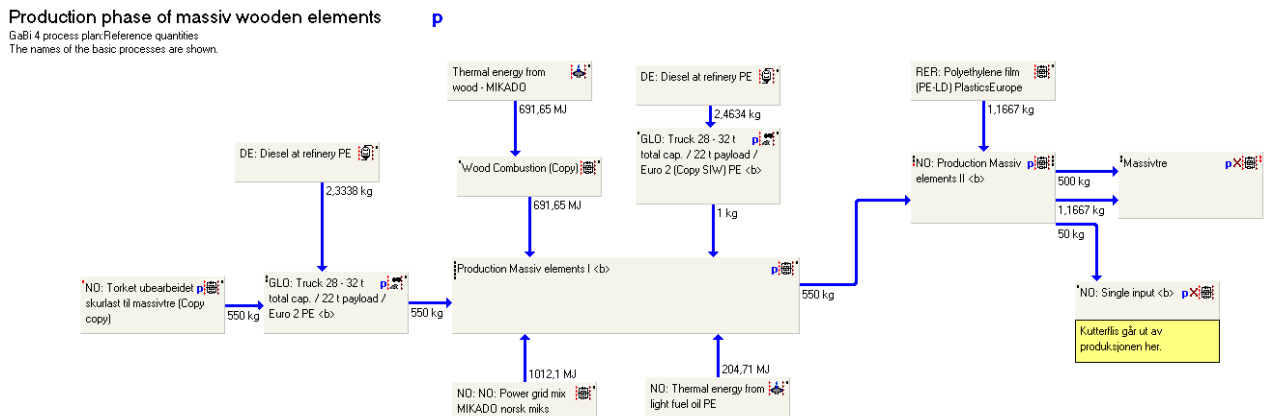 Production phase of massiv wooden elements p
GaBi 4 process plan:Reference quantities
The names of the basic processes are shown.
Thermal energy from
wood - MIKADO
691,65 MJ
DE: Diesel at refinery PE
2,4634 kg
RER: Polyethylene film
(PE-LD) PlasticsEurope
1,1667 kg
DE: Diesel at refinery PE
2,3338 kg
Wood Combustion (Copy)
691,65 MJ
GLO: Truck 28 - 32 t p
total cap. / 22 t payload /
Euro 2 (Copy SIW) PE <b>
1 kg
NO: Production Massiv p
elements II <b>
500 kg
1,1667 kg
50 kg
Massivtre p
NO: Torket ubearbeidet p
skurlast til massivtre (Copy
copy)
550 kg
GLO: Truck 28 - 32 t p
total cap. / 22 t payload /
Euro 2 PE <b>
550 kg
Production Massiv elements I <b> p
550 kg
NO: Single input <b> p
Kutterflis går ut av
produksjonen her.
1012,1 MJ
NO: NO: Power grid mix
MIKADO norsk miks
204,71 MJ
NO: Thermal energy from
light fuel oil PE